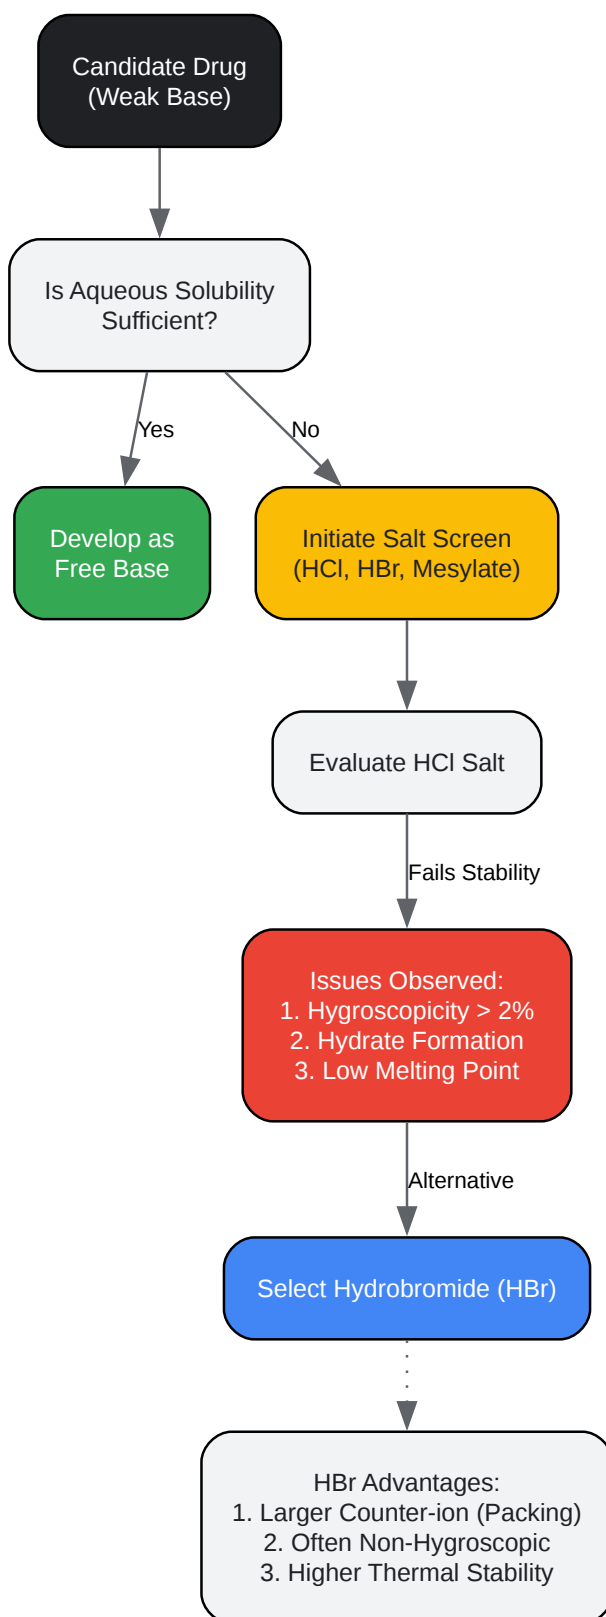 Candidate Drug
(Weak Base)
Is Aqueous Solubility
Sufficient?
Yes
No
Develop as
Free Base
Initiate Salt Screen
(HCl, HBr, Mesylate)
Evaluate HCl Salt
Fails Stability
Issues Observed:
1. Hygroscopicity > 2%
2. Hydrate Formation
3. Low Melting Point
Alternative
Select Hydrobromide (HBr)
HBr Advantages:
1. Larger Counter-ion (Packing)
2. Often Non-Hygroscopic
3. Higher Thermal Stability